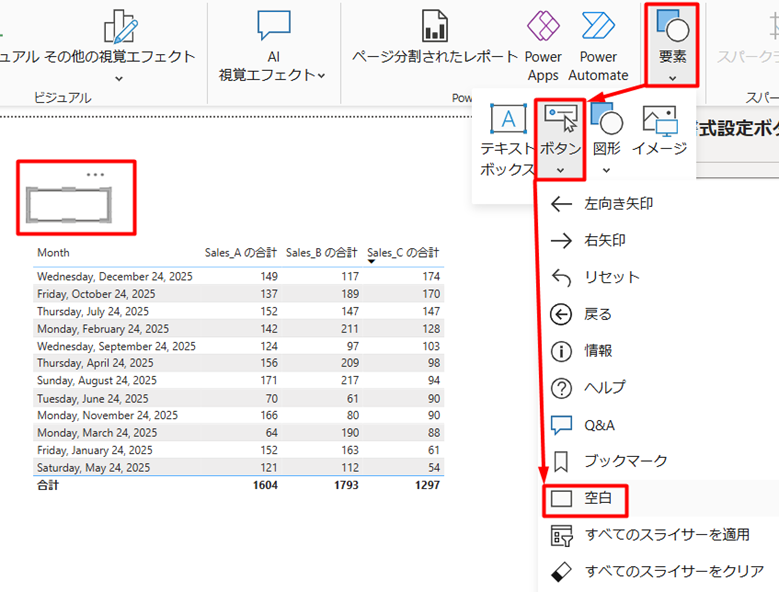 ュアル その他の視覚エフェクト
AI
視覚エフェクト
ページ分割されたレポート
Power
Apps
Power
Automate
要素
スパークラ
ビジュアル
Pow
スパー
テキスト
ボックス
ボタン
図形
イメージ
式設定ボタ
左向き矢印
右矢印
リセット
戻る
情報
ヘルプ
Q&A
ブックマーク
空白
すべてのスライサーを適用
すべてのスライサーをクリア
Month Sales_A の合計 Sales_B の合計 Sales_C の合計
Wednesday, December 24, 2025 149 117 174
Friday, October 24, 2025 137 189 170
Thursday, July 24, 2025 152 147 147
Monday, February 24, 2025 142 211 128
Wednesday, September 24, 2025 124 97 103
Thursday, April 24, 2025 156 209 98
Sunday, August 24, 2025 171 217 94
Tuesday, June 24, 2025 70 61 90
Monday, November 24, 2025 166 80 90
Monday, March 24, 2025 64 190 88
Friday, January 24, 2025 152 163 61
Saturday, May 24, 2025 121 112 54
合計 1604 1793 1297